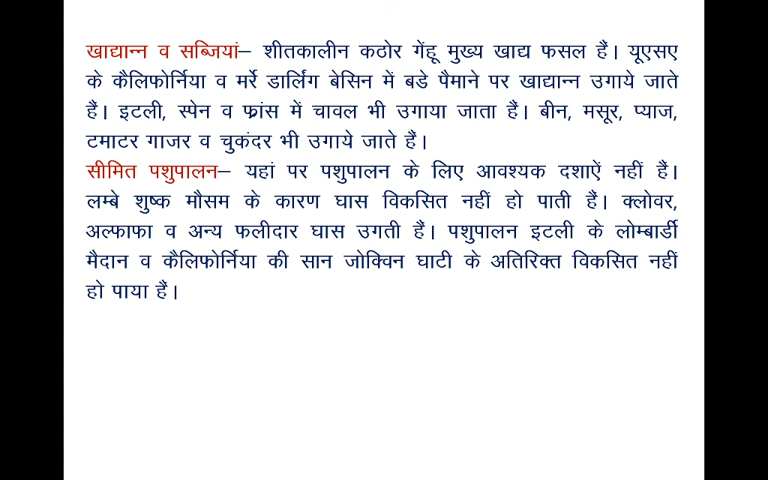 खाद्यान्न व सब्जियां– शीतकालीन कठोर गेंहू मुख्य खाद्य फसल हैं। यूएसए
के कैलिफोर्निया व मर्रे डार्लिंग बेसिन में बडे पैमाने पर खाद्यान्न उगाये जाते
हैं। इटली, स्पेन व फ्रांस में चावल भी उगाया जाता हैं। बीन, मसूर, प्याज,
टमाटर गाजर व चुकंदर भी उगाये जाते हैं।
सीमित पशुपालन– यहां पर पशुपालन के लिए आवश्यक दशाऐं नहीं हैं।
लम्बे शुष्क मौसम के कारण घास विकसित नहीं हो पाती हैं। क्लोवर,
अल्फाफा व अन्य फलीदार घास उगती हैं। पशुपालन इटली के लोम्बार्डी
मैदान व कैलिफोर्निया की सान जोक्विन घाटी के अतिरिक्त विकसित नहीं
हो पाया हैं।